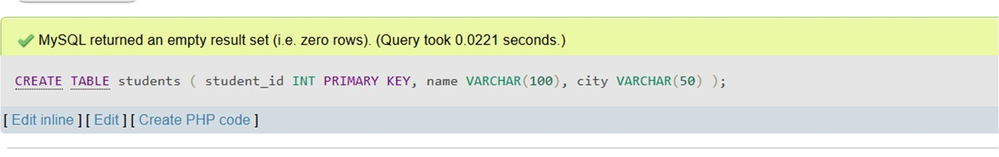 MySQL returned an empty result set (i.e. zero rows). (Query took 0.0221 seconds.)
CREATE TABLE students ( student_id INT PRIMARY KEY, name VARCHAR(100), city VARCHAR(50) );
[ Edit inline ] [ Edit ] [ Create PHP code ]